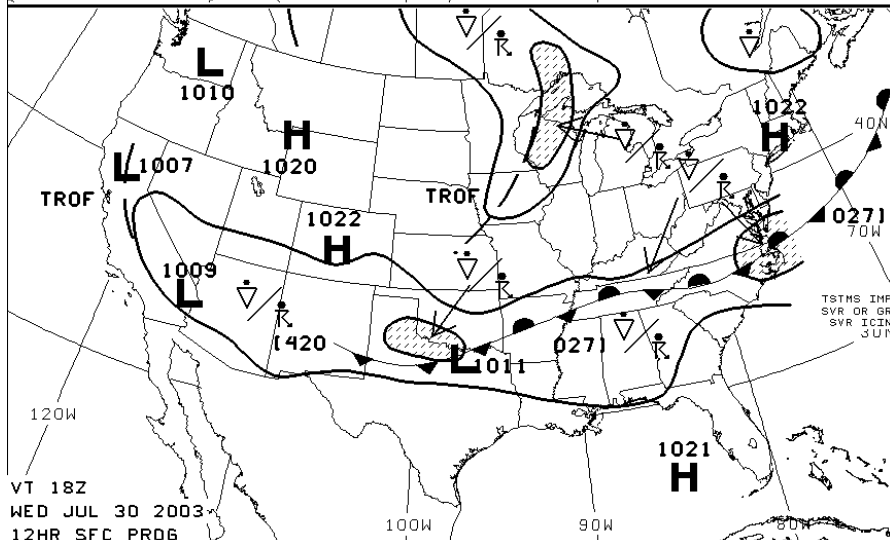 L
1010
1022
H
40N
H
1020
L 1007
TROF
TROF
1022
H
0271
70W
1009
L
TSTMS IMP
SVR OR GR
SVR ICIN
[420
0271
L 1011
120W
1021
H
VT 18Z
WED JUL 30 2003
12HR SFC PROG
100W
90W
80W